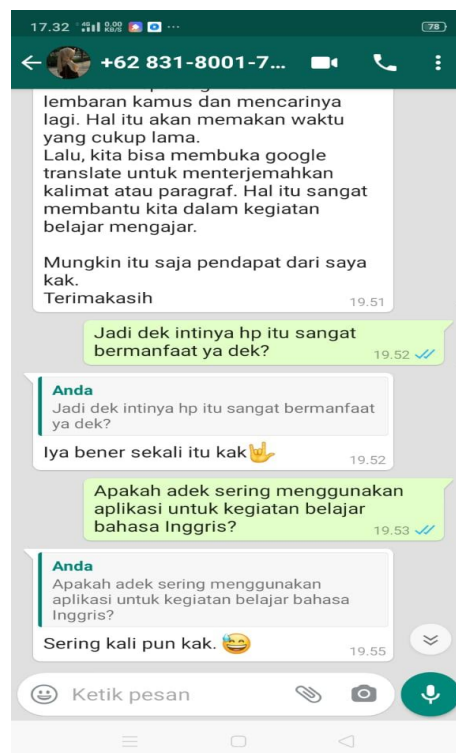 17.32 4G 0.00 KB/S ... 78
+62 831-8001-7...
lembaran kamus dan mencarinya
lagi. Hal itu akan memakan waktu
yang cukup lama.
Lalu, kita bisa membuka google
translate untuk menterjemahkan
kalimat atau paragraf. Hal itu sangat
membantu kita dalam kegiatan
belajar mengajar.
Mungkin itu saja pendapat dari saya
kak.
Terimakasih
19.51
Jadi dek intinya hp itu sangat
bermanfaat ya dek?
19.52
Anda
Jadi dek intinya hp itu sangat bermanfaat
ya dek?
Iya bener sekali itu kak🤟
19.52
Apakah adek sering menggunakan
aplikasi untuk kegiatan belajar
bahasa Inggris?
19.53
Anda
Apakah adek sering menggunakan
aplikasi untuk kegiatan belajar bahasa
Inggris?
Sering kali pun kak. 😅
19.55
Ketik pesan